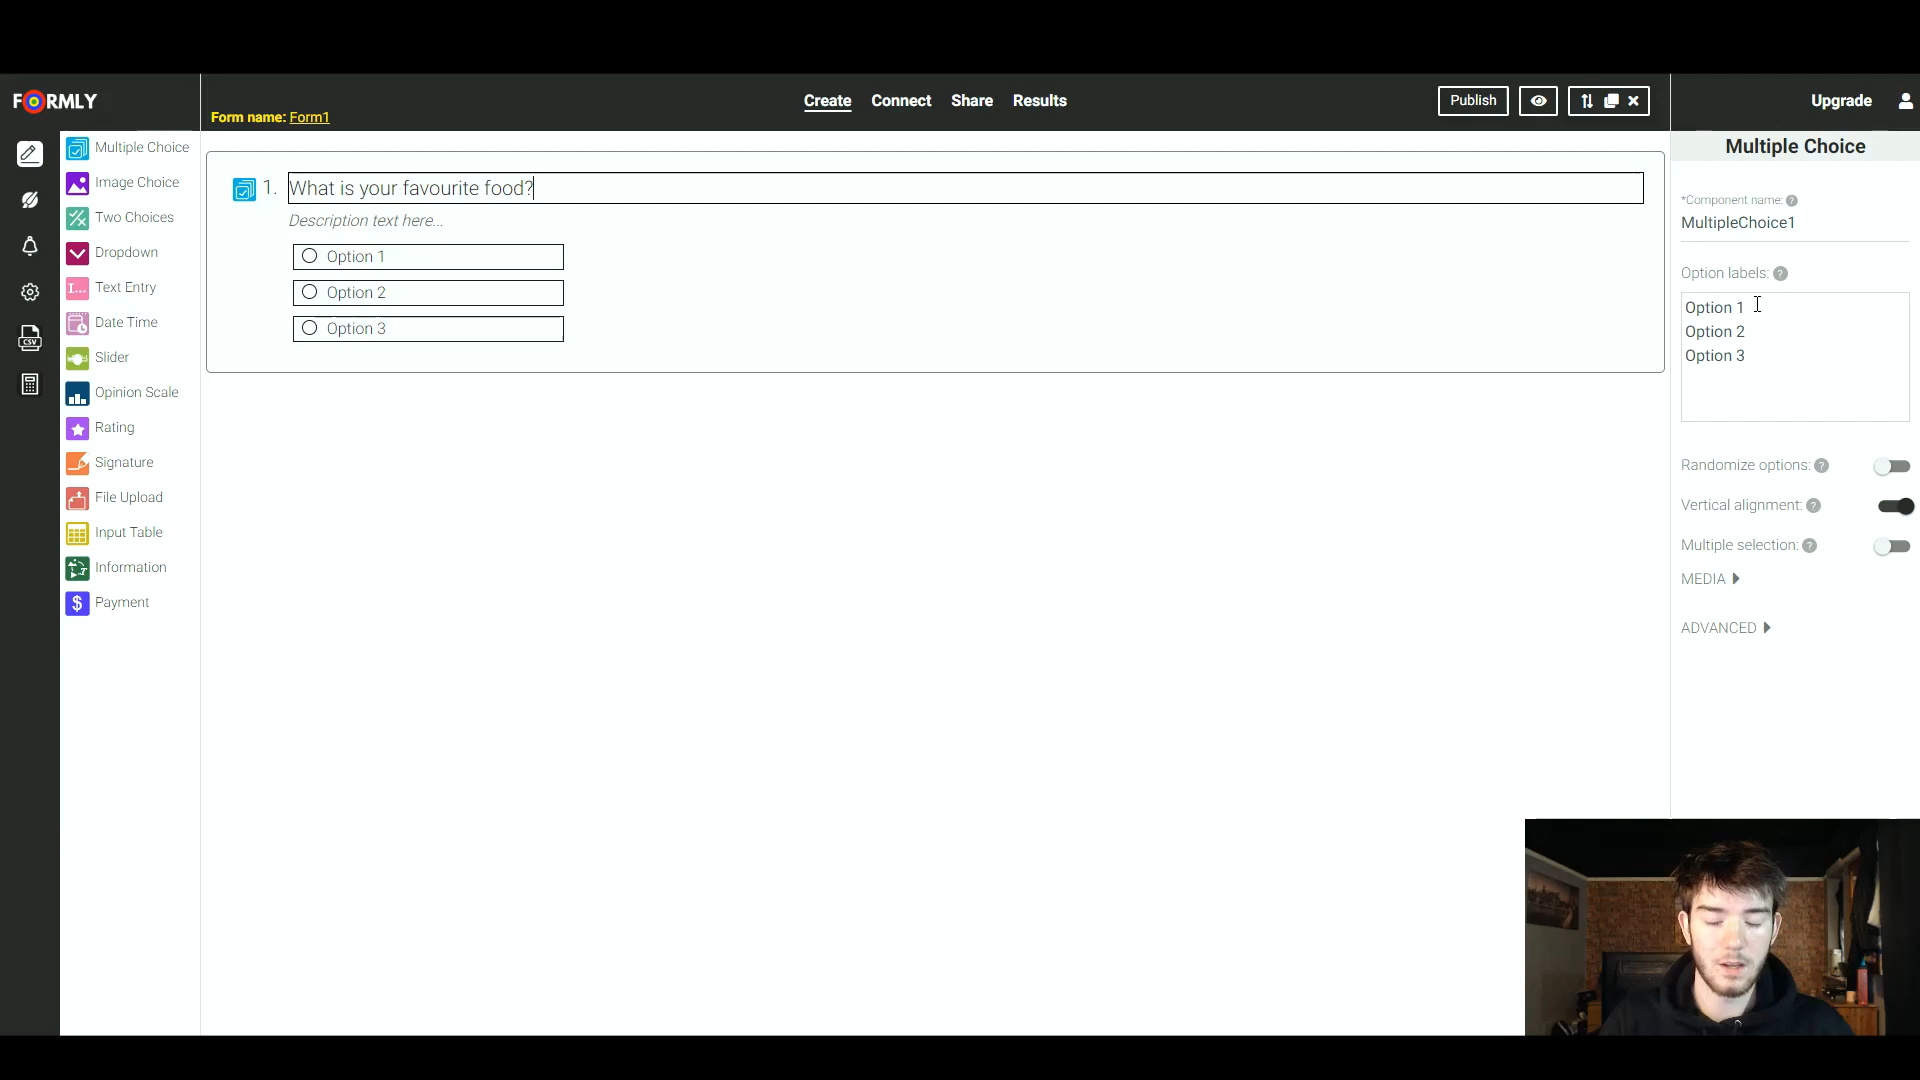 FORMLY
Form name: Form1
Create
Connect
Share
Results
Publish
Upgrade
Multiple Choice
Image Choice
Two Choices
Dropdown
Text Entry
Date Time
Slider
Opinion Scale
Rating
Signature
File Upload
Input Table
Information
Payment
CSV
1. What is your favourite food?
Description text here...
Option 1
Option 2
Option 3
Multiple Choice
*Component name: ?
MultipleChoice1
Option labels: ?
Option 1
Option 2
Option 3
Randomize options: ?
Vertical alignment: ?
Multiple selection: ?
MEDIA
ADVANCED